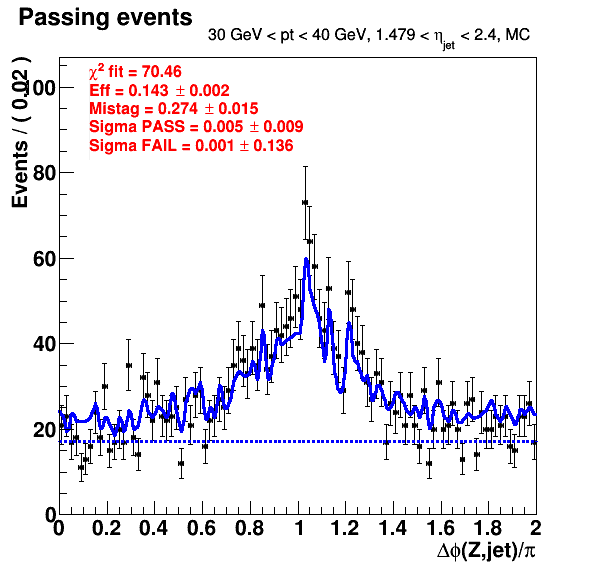 Passing events
30 GeV < pt < 40 GeV, 1.479 < η_jet < 2.4, MC
χ² fit = 70.46
Eff = 0.143 ± 0.002
Mistag = 0.274 ± 0.015
Sigma PASS = 0.005 ± 0.009
Sigma FAIL = 0.001 ± 0.136
Events / ( 0.02 )
100
80
60
40
20
0
0 0.2 0.4 0.6 0.8 1 1.2 1.4 1.6 1.8 2
Δϕ(Z,jet)/π